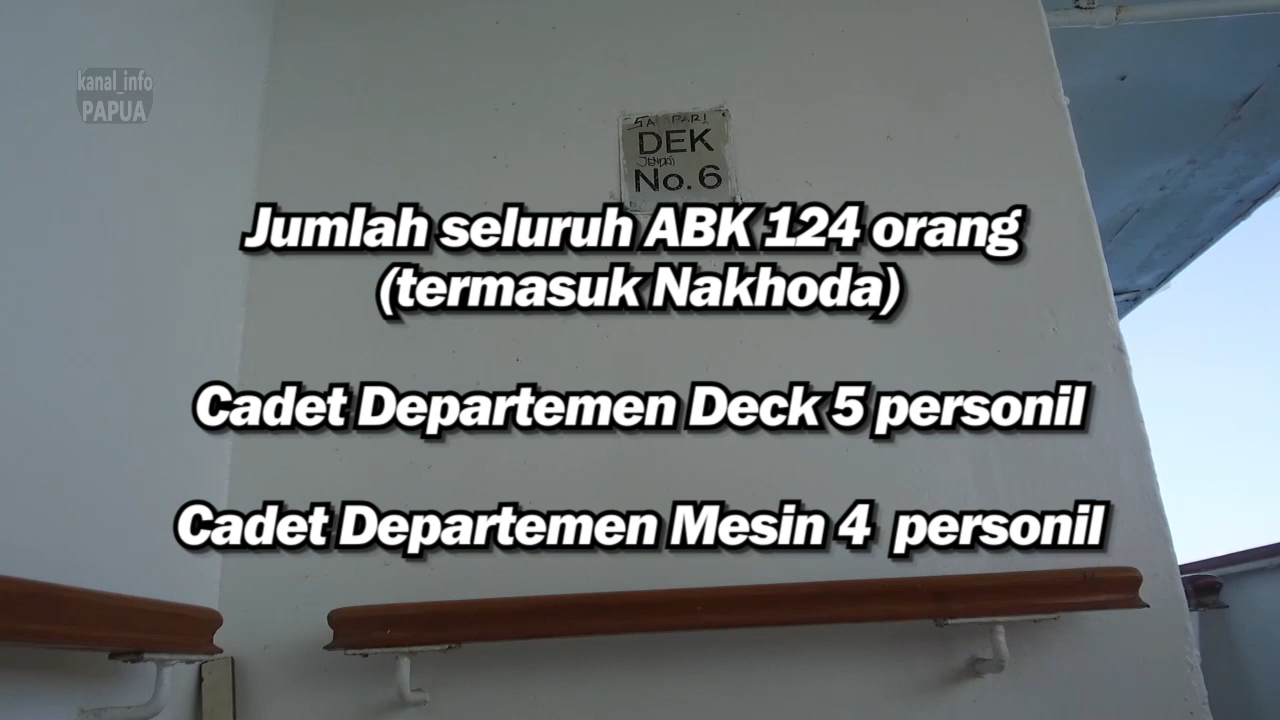 kanal_info
PAPUA
DEK
No. 6
Jumlah seluruh ABK 124 orang
(termasuk Nakhoda)
Cadet Departemen Deck 5 personil
Cadet Departemen Mesin 4 personil